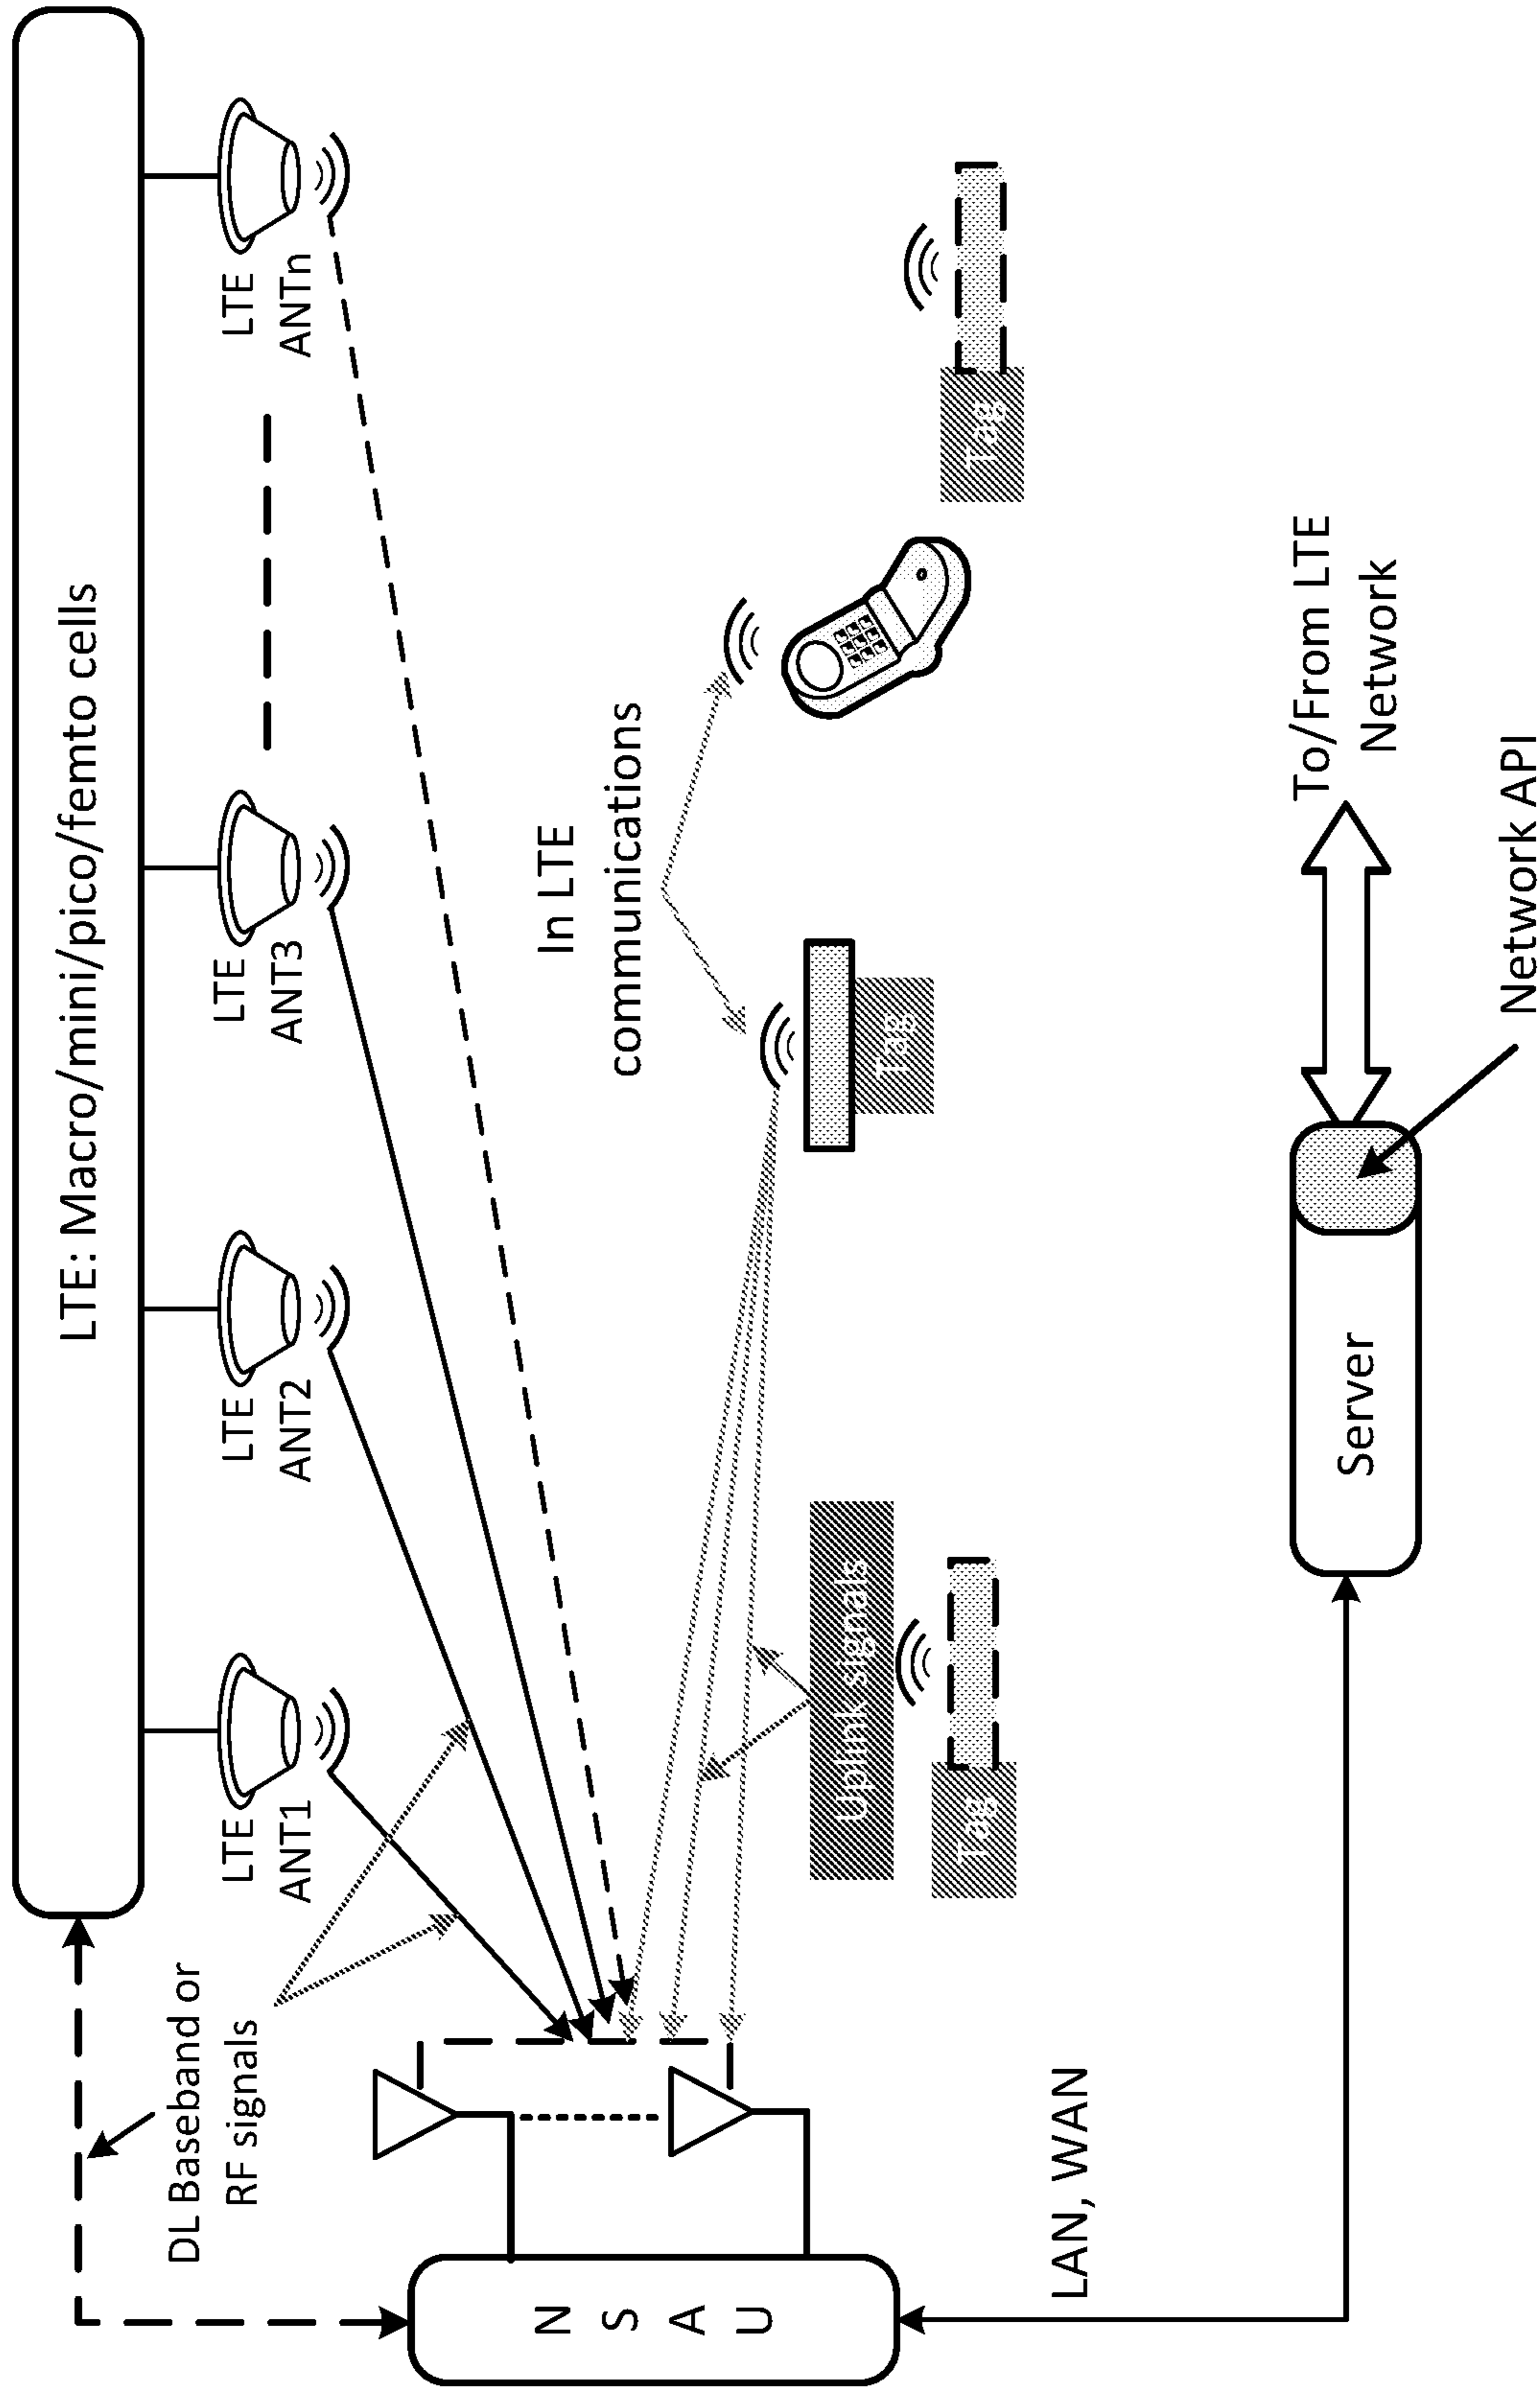 LTE: Macro/mini/pico/femto cells
DL Baseband or
RF signals
LTE
ANT1
LTE
ANT2
LTE
ANT3
LTE
ANTn
In LTE
communications
N
S
A
U
Uplink signals
Tag
Tag
Tag
LAN, WAN
Server
To/From LTE
Network
Network API